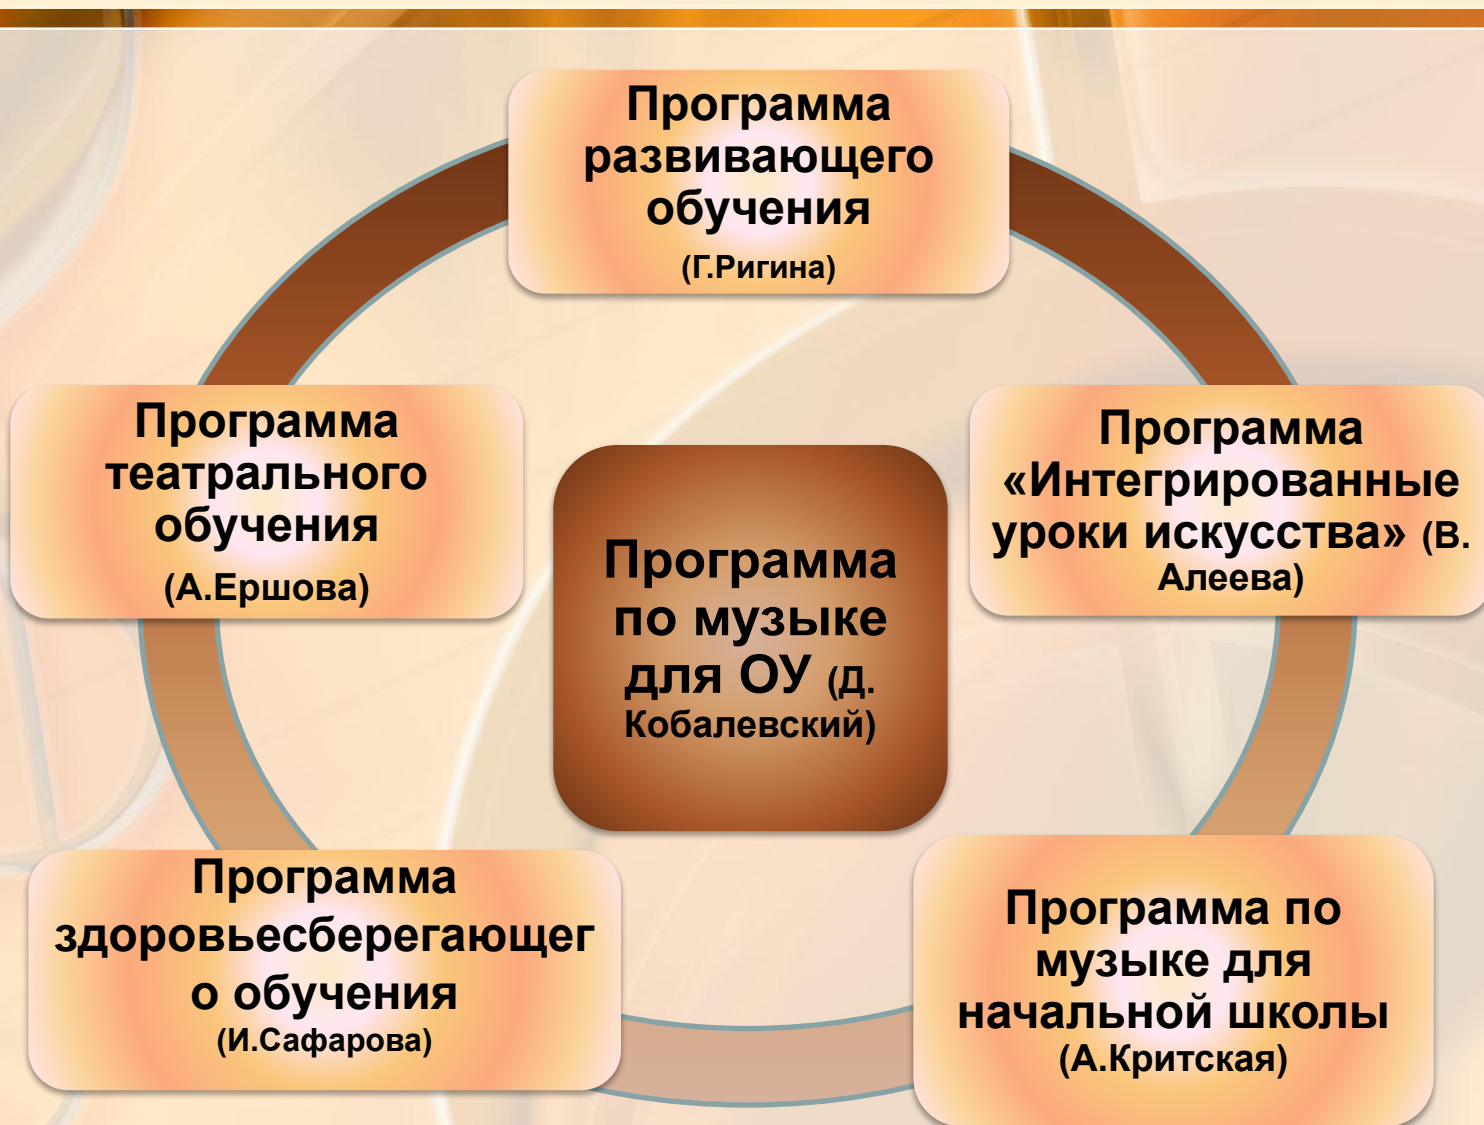 Программа
развивающего
обучения
(Г.Ригина)
Программа
театрального
обучения
(А.Ершова)
Программа
«Интегрированные
уроки искусства» (В.
Алеева)
Программа
по музыке
для ОУ (Д.
Кобалевский)
Программа
здоровьесберегающег
о обучения
(И.Сафарова)
Программа по
музыке для
начальной школы
(А.Критская)